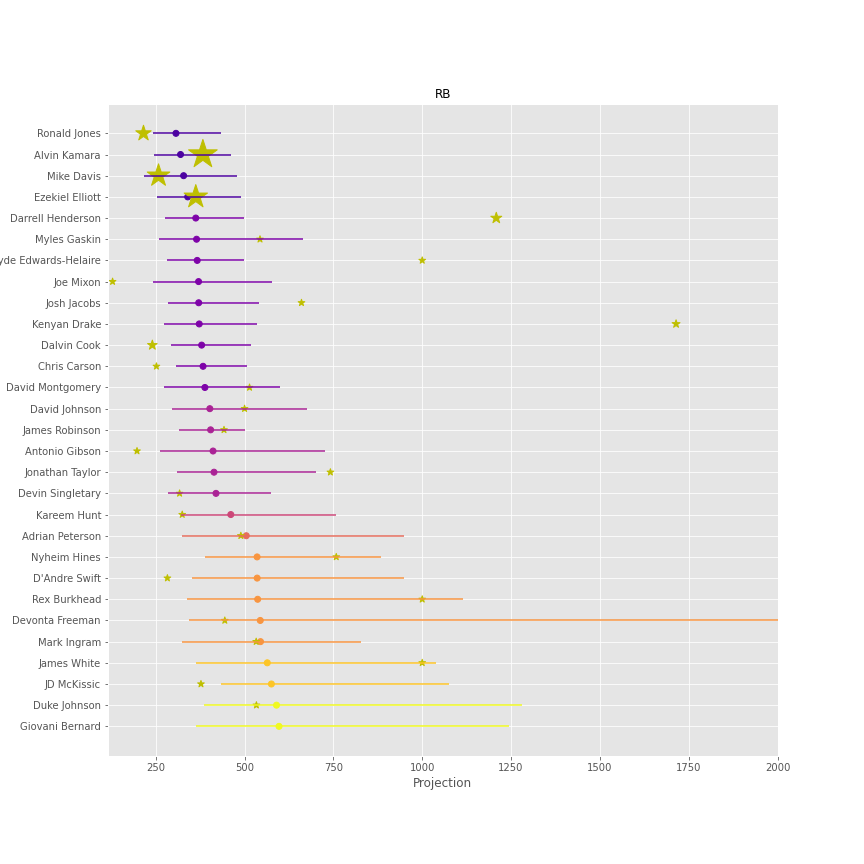 RB
Ronald Jones
Alvin Kamara
Mike Davis
Ezekiel Elliott
Darrell Henderson
Myles Gaskin
yde Edwards-Helaire
Joe Mixon
Josh Jacobs
Kenyan Drake
Dalvin Cook
Chris Carson
David Montgomery
David Johnson
James Robinson
Antonio Gibson
Jonathan Taylor
Devin Singletary
Kareem Hunt
Adrian Peterson
Nyheim Hines
D'Andre Swift
Rex Burkhead
Devonta Freeman
Mark Ingram
James White
JD McKissic
Duke Johnson
Giovani Bernard
250 500 750 1000 1250 1500 1750 2000
Projection